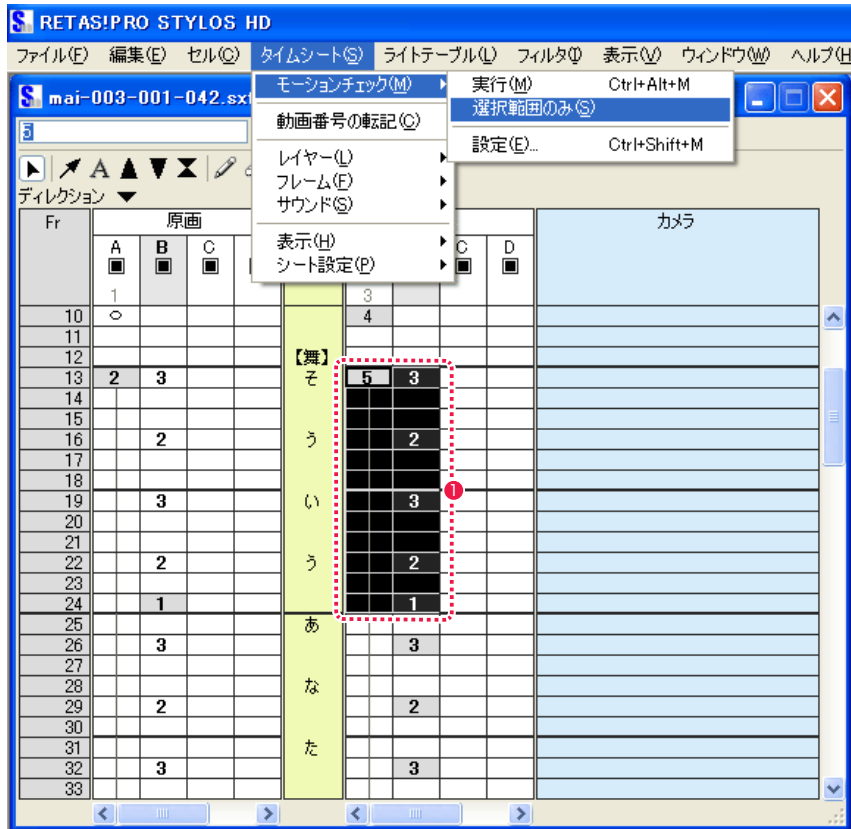 RETAS!PRO STYLOS HD
ファイル(F) 編集(E) セル(C) タイムシート(S) ライトテーブル(L) フィルタ(I) 表示(V) ウィンドウ(W) ヘルプ(H
モーションチェック(M)
動画番号の転記(C)
レイヤー(L)
フレーム(F)
サウンド(S)
表示(H)
シート設定(P)
実行(M) Ctrl+Alt+M
選択範囲のみ(S)
設定(E)... Ctrl+Shift+M
mai-003-001-042.sxt
5
A
ディレクション
Fr 原画 カメラ
A B C C D
1 3
10 4
11
12 【舞】
13 2 3 そ 5 3
14
15
16 2 う 2
17
18
19 3 い 3
20
21
22 2 う 2
23
24 1 1
25 あ
26 3 3
27
28 な
29 2 2
30
31 た
32 3 3
33
1